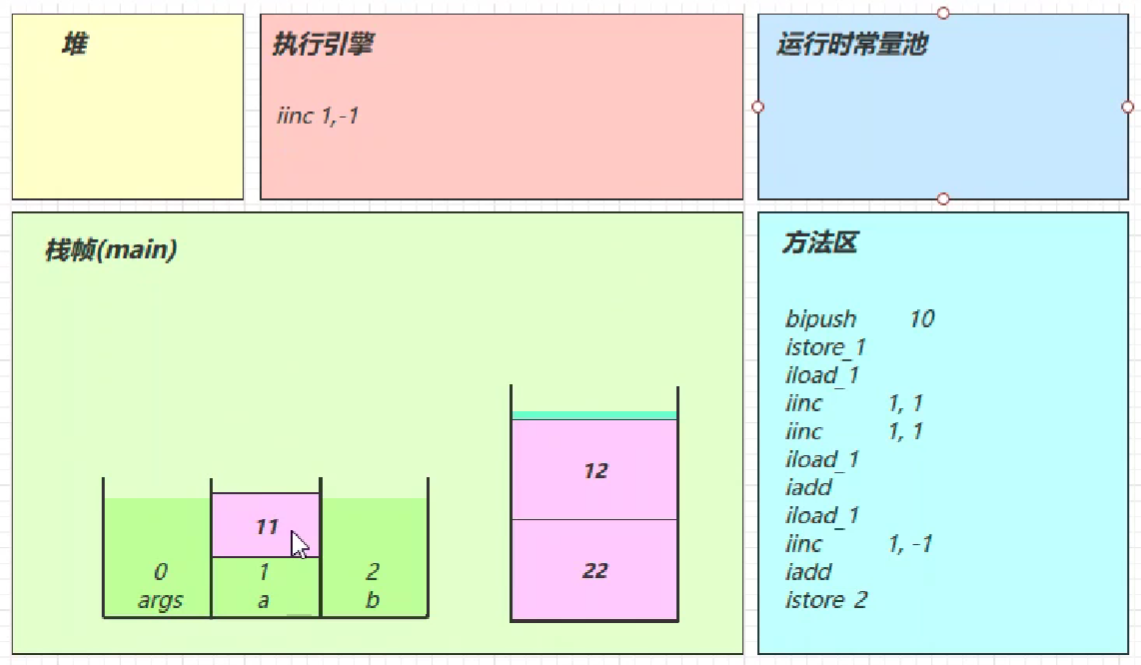 堆
执行引擎
iinc 1,-1
运行时常量池
栈帧(main)
12
22
11
0
1
2
args
a
b
方法区
bipush 10
istore_1
iload_1
iinc 1, 1
iinc 1, 1
iload_1
iadd
iload_1
iinc 1, -1
iadd
istore 2